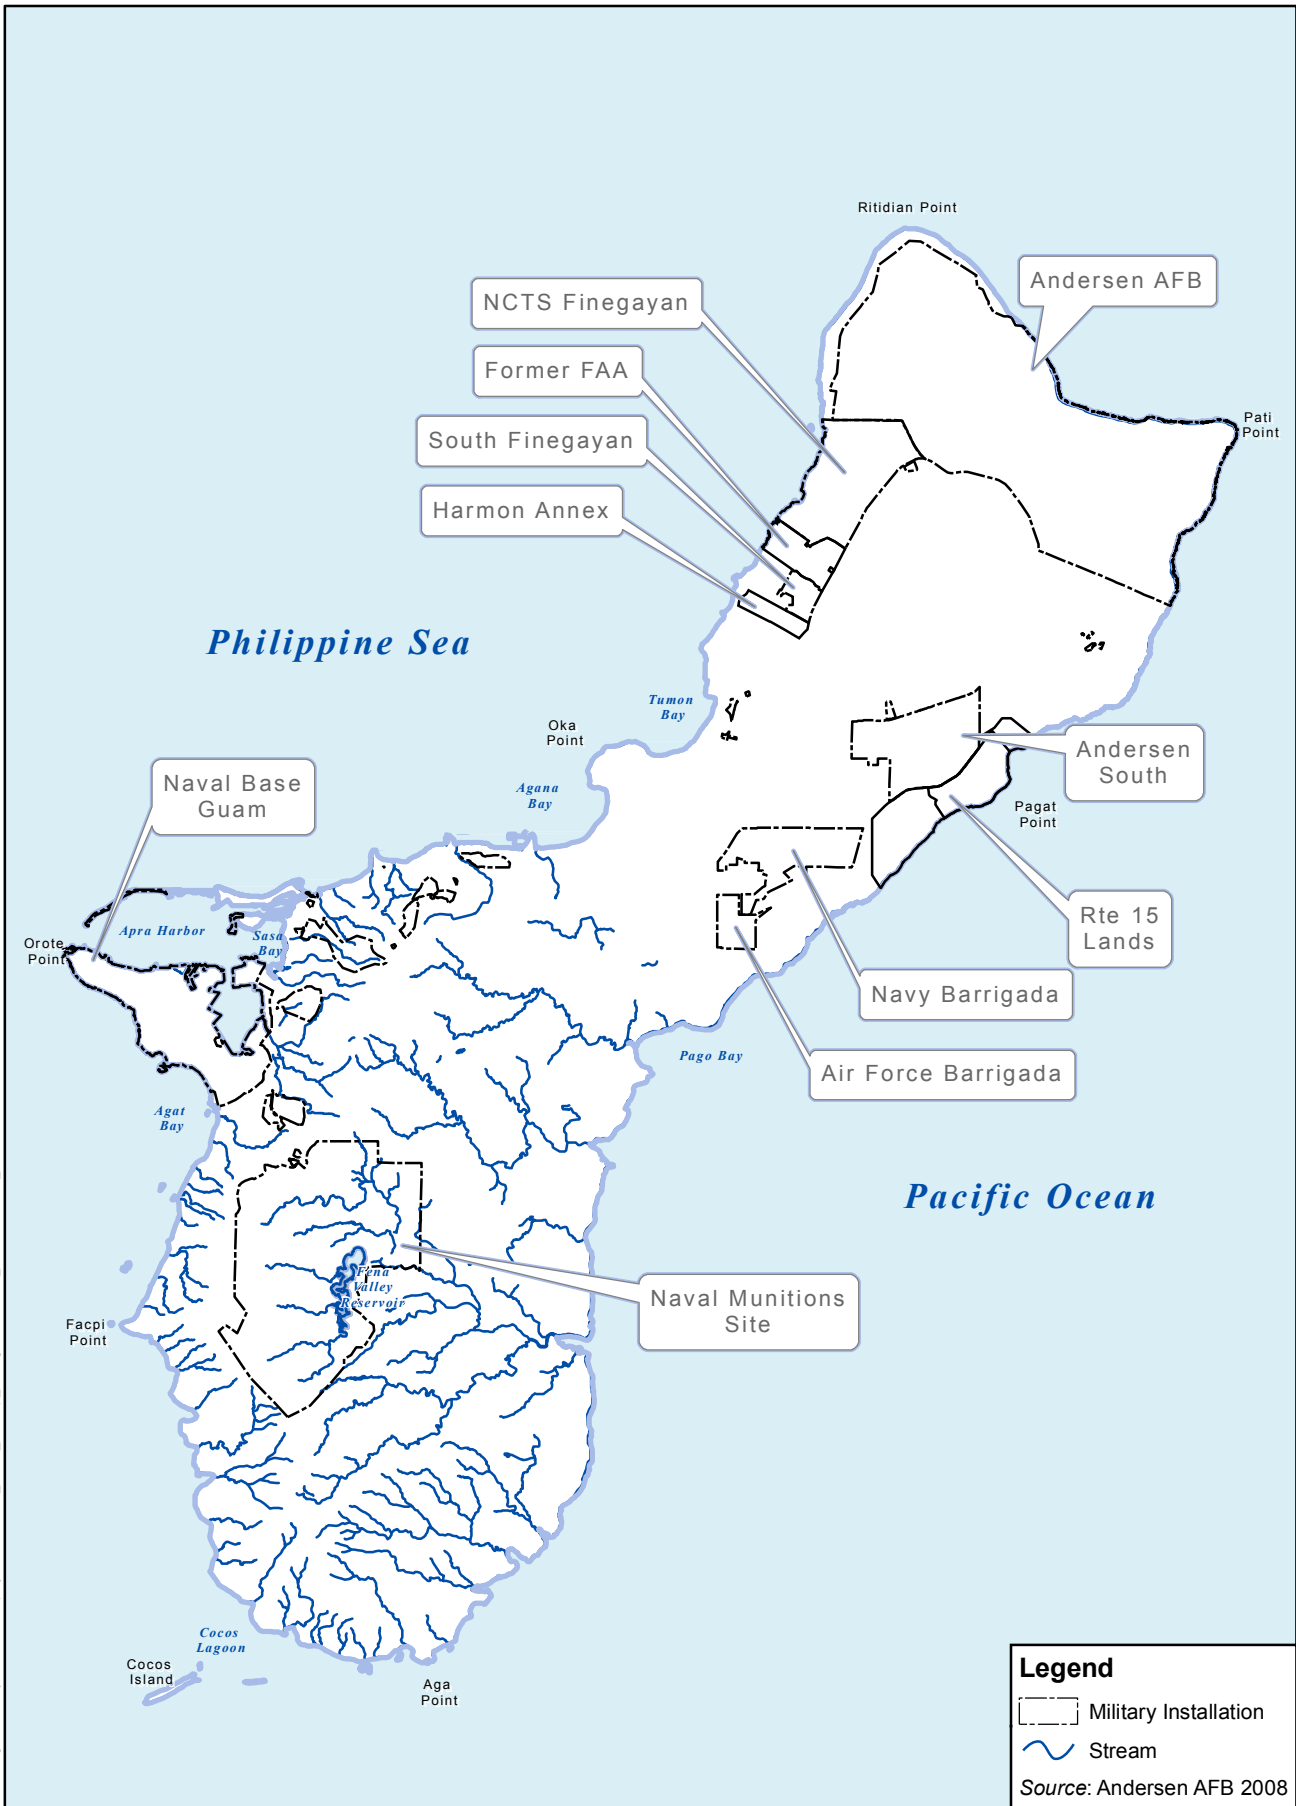 Ritidian Point
Andersen AFB
NCTS Finegayan
Former FAA
South Finegayan
Harmon Annex
Pati
Point
Philippine Sea
Tumon
Bay
Oka
Point
Andersen
South
Naval Base
Guam
Agana
Bay
Pagat
Point
Rte 15
Lands
Apra Harbor
Sasa
Bay
Orote
Point
Navy Barrigada
Pago Bay
Air Force Barrigada
Agat
Bay
Pacific Ocean
Fena
Valley
Reservoir
Naval Munitions
Site
Facpi
Point
Cocos
Lagoon
Cocos
Island
Aga
Point
Legend
Military Installation
Stream
Source: Andersen AFB 2008